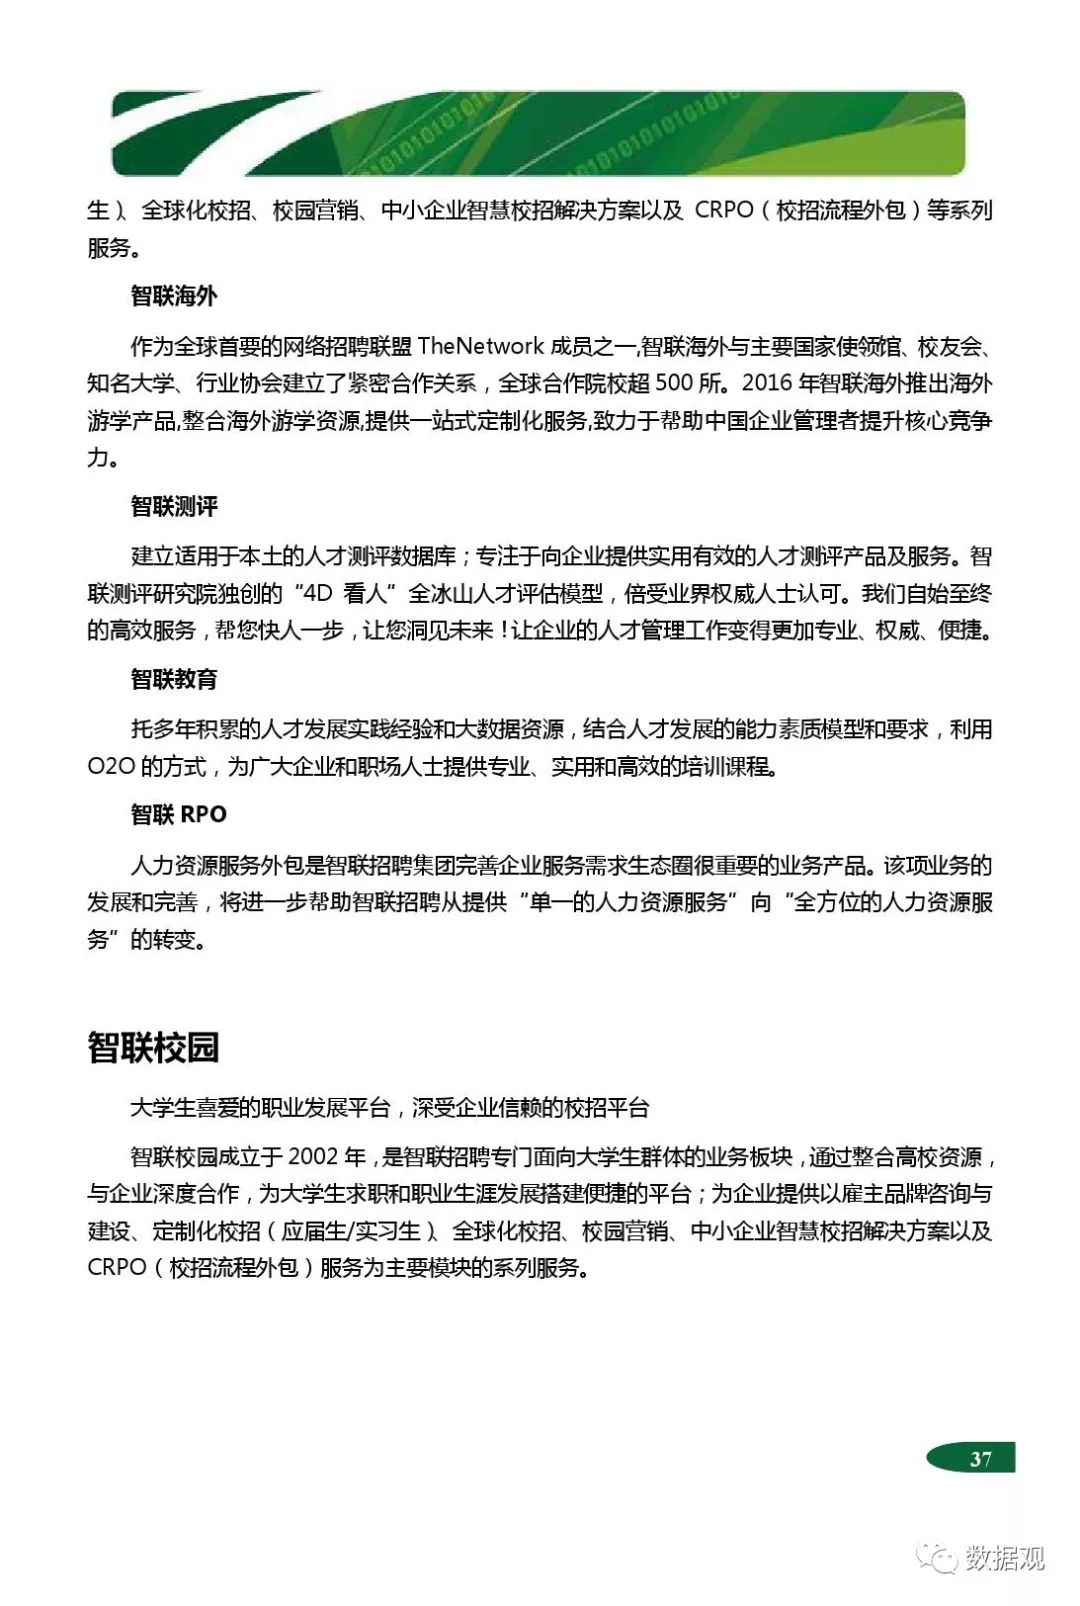 生）、全球化校招、校园营销、中小企业智慧校招解决方案以及 CRPO（校招流程外包）等系列
服务。
智联海外
作为全球首要的网络招聘联盟 TheNetwork 成员之一,智联海外与主要国家使领馆、校友会、
知名大学、行业协会建立了紧密合作关系，全球合作院校超 500 所。2016 年智联海外推出海外
游学产品,整合海外游学资源,提供一站式定制化服务,致力于帮助中国企业管理者提升核心竞争
力。
智联测评
建立适用于本土的人才测评数据库；专注于向企业提供实用有效的人才测评产品及服务。智
联测评研究院独创的“4D 看人”全冰山人才评估模型，倍受业界权威人士认可。我们自始至终
的高效服务，帮您快人一步，让您洞见未来！让企业的人才管理工作变得更加专业、权威、便捷。
智联教育
托多年积累的人才发展实践经验和大数据资源，结合人才发展的能力素质模型和要求，利用
O2O 的方式，为广大企业和职场人士提供专业、实用和高效的培训课程。
智联 RPO
人力资源服务外包是智联招聘集团完善企业服务需求生态圈很重要的业务产品。该项业务的
发展和完善，将进一步帮助智联招聘从提供“单一的人力资源服务”向“全方位的人力资源服
务”的转变。
智联校园
大学生喜爱的职业发展平台，深受企业信赖的校招平台
智联校园成立于 2002 年，是智联招聘专门面向大学生群体的业务板块，通过整合高校资源，
与企业深度合作，为大学生求职和职业生涯发展搭建便捷的平台；为企业提供以雇主品牌咨询与
建设、定制化校招（应届生/实习生）、全球化校招、校园营销、中小企业智慧校招解决方案以及
CRPO（校招流程外包）服务为主要模块的系列服务。
37
数据观